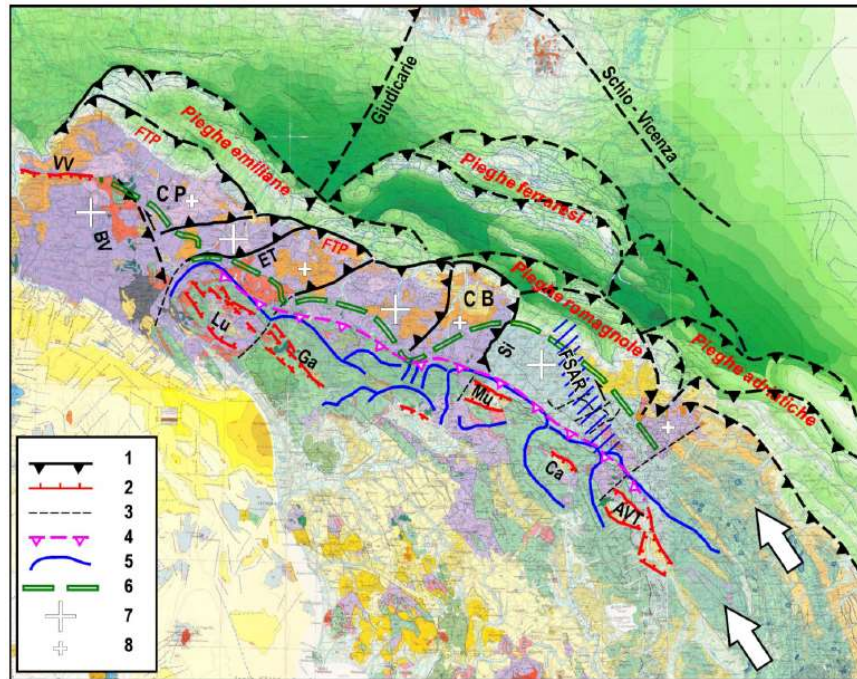 Giudicarie
Schio - Vicenza
Pieghe emiliane
FTP
Pieghe ferraresi
VV
C P
BV
ET
FTP
Pieghe romagnole
C B
Lu
Ga
Si
FSAR
Pieghe adriatiche
Mu
Ca
AVT
1
2
3
4
5
6
7
8